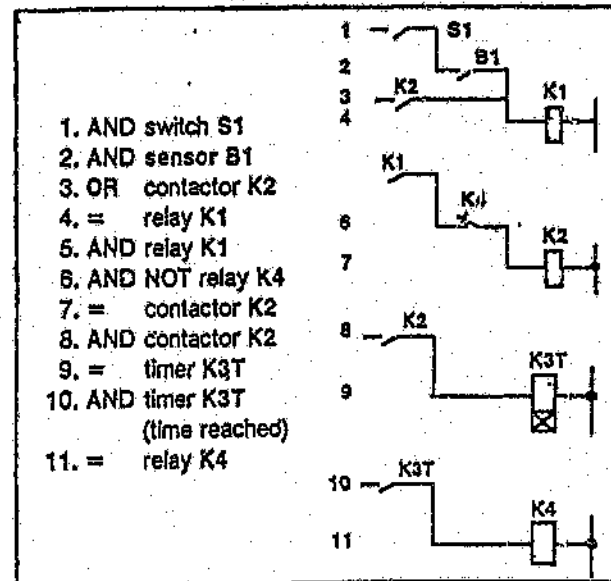 1. AND switch S1
2. AND sensor B1
3. OR contactor K2
4. = relay K1
5. AND relay K1
6. AND NOT relay K4
7. = contactor K2
8. AND contactor K2
9. = timer K3T
10. AND timer K3T
(time reached)
11. = relay K4
1 S1
2 B1
3 K2 K1
4
K1
K4
6 K2
7
8 K2
K3T
9
10 K3T
K4
11